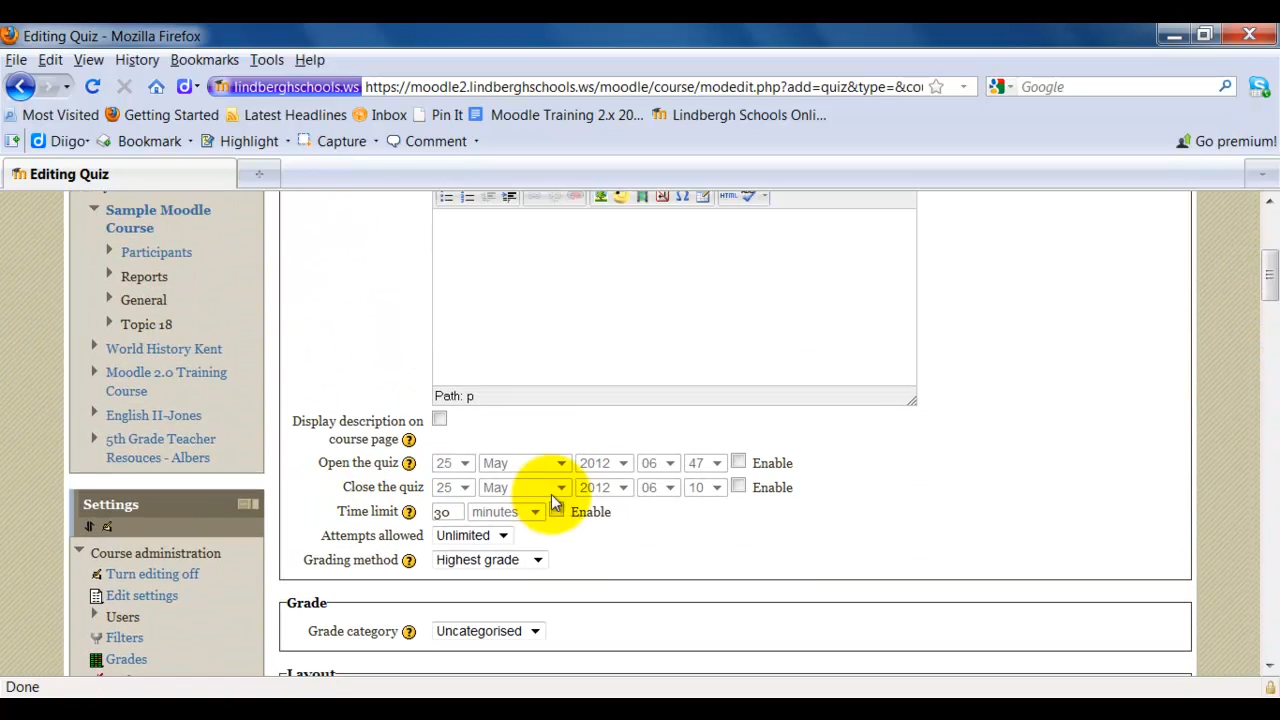 Editing Quiz - Mozilla Firefox
File Edit View History Bookmarks Tools Help
lindberghschools.ws https://moodle2.lindberghschools.ws/moodle/course/modedit.php?add=quiz&type=&cou Google
Most Visited Getting Started Latest Headlines Inbox Pin It Moodle Training 2.x 20... Lindbergh Schools Onli...
Diigo Bookmark Highlight Capture Comment Go premium!
Editing Quiz
Sample Moodle
Course
Participants
Reports
General
Topic 18
World History Kent
Moodle 2.0 Training
Course
English II-Jones
5th Grade Teacher
Resouces - Albers
Settings
Course administration
Turn editing off
Edit settings
Users
Filters
Grades
HTML
Path: p
Display description on
course page
Open the quiz 25 May 2012 06 47 Enable
Close the quiz 25 May 2012 06 10 Enable
Time limit 30 minutes Enable
Attempts allowed Unlimited
Grading method Highest grade
Grade
Grade category Uncategorised
Layout
Done